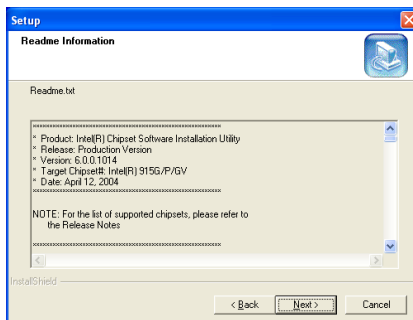 Setup
Readme Information
Readme.txt
************************************************************
* Product: Intel(R) Chipset Software Installation Utility
* Release: Production Version
* Version: 6.0.0.1014
* Target Chipset#: Intel(R) 915G/P/GV
* Date: April 12, 2004
************************************************************
NOTE: For the list of supported chipsets, please refer to
the Release Notes
************************************************************
InstallShield
< Back Next > Cancel